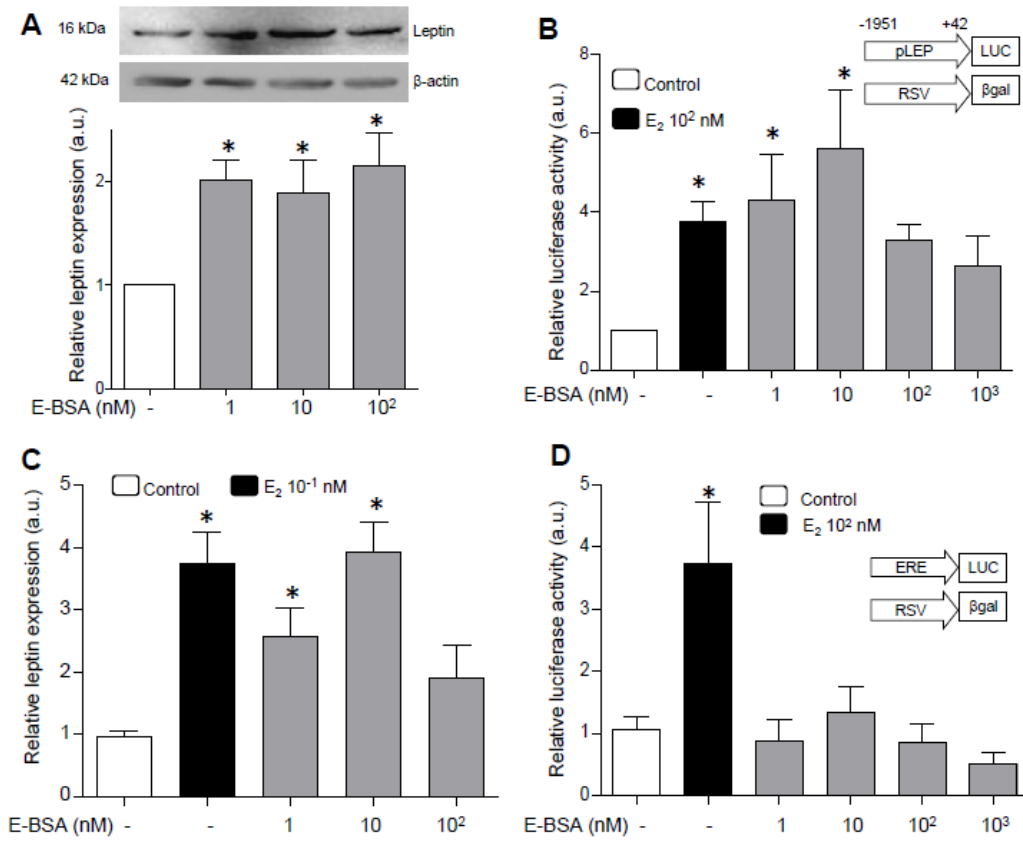 A
16 kDa
Leptin
42 kDa
β-actin
Relative leptin expression (a.u.)
2
*
*
*
1
0
E-BSA (nM) - 1 10 10²
B
-1951 +42
pLEP LUC
RSV βgal
Control
E₂ 10² nM
Relative luciferase activity (a.u.)
8
6
4
2
0
*
*
*
E-BSA (nM) - - 1 10 10² 10³
C
Control E₂ 10⁻¹ nM
Relative leptin expression (a.u.)
5
4
3
2
1
0
*
*
*
E-BSA (nM) - - 1 10 10²
D
Control
E₂ 10² nM
ERE LUC
RSV βgal
Relative luciferase activity (a.u.)
5
4
3
2
1
0
*
E-BSA (nM) - - 1 10 10² 10³